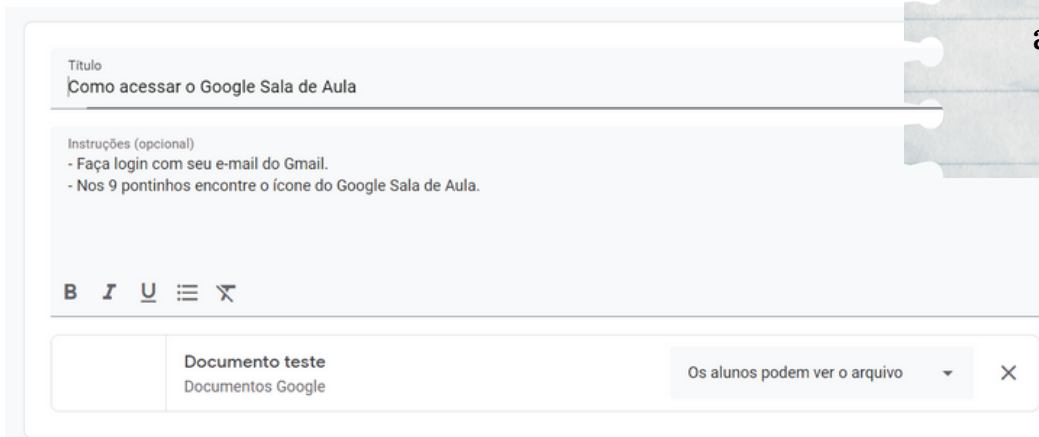 Título
Como acessar o Google Sala de Aula
Instruções (opcional)
- Faça login com seu e-mail do Gmail.
- Nos 9 pontinhos encontre o ícone do Google Sala de Aula.
B I U
Documento teste
Documentos Google
Os alunos podem ver o arquivo